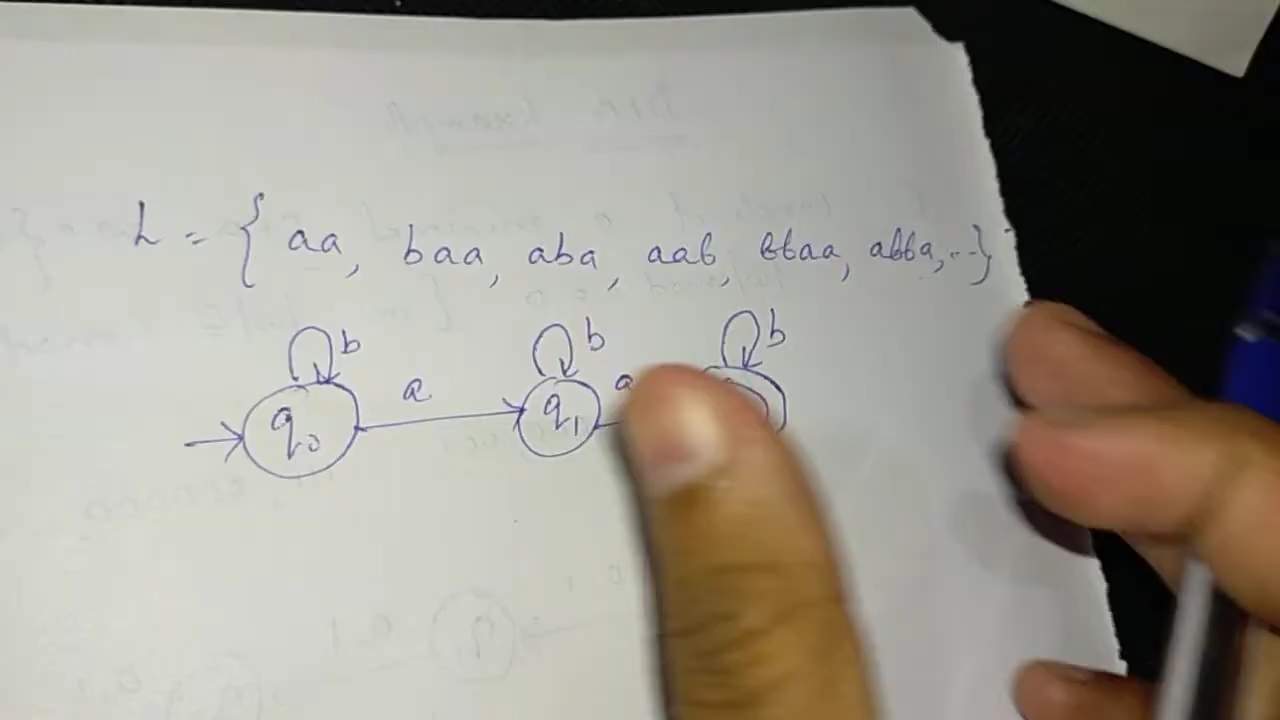 L = { aa, baa, aba, aab, bbaa, abba, ...}
b b b
a a
q₀ q₁